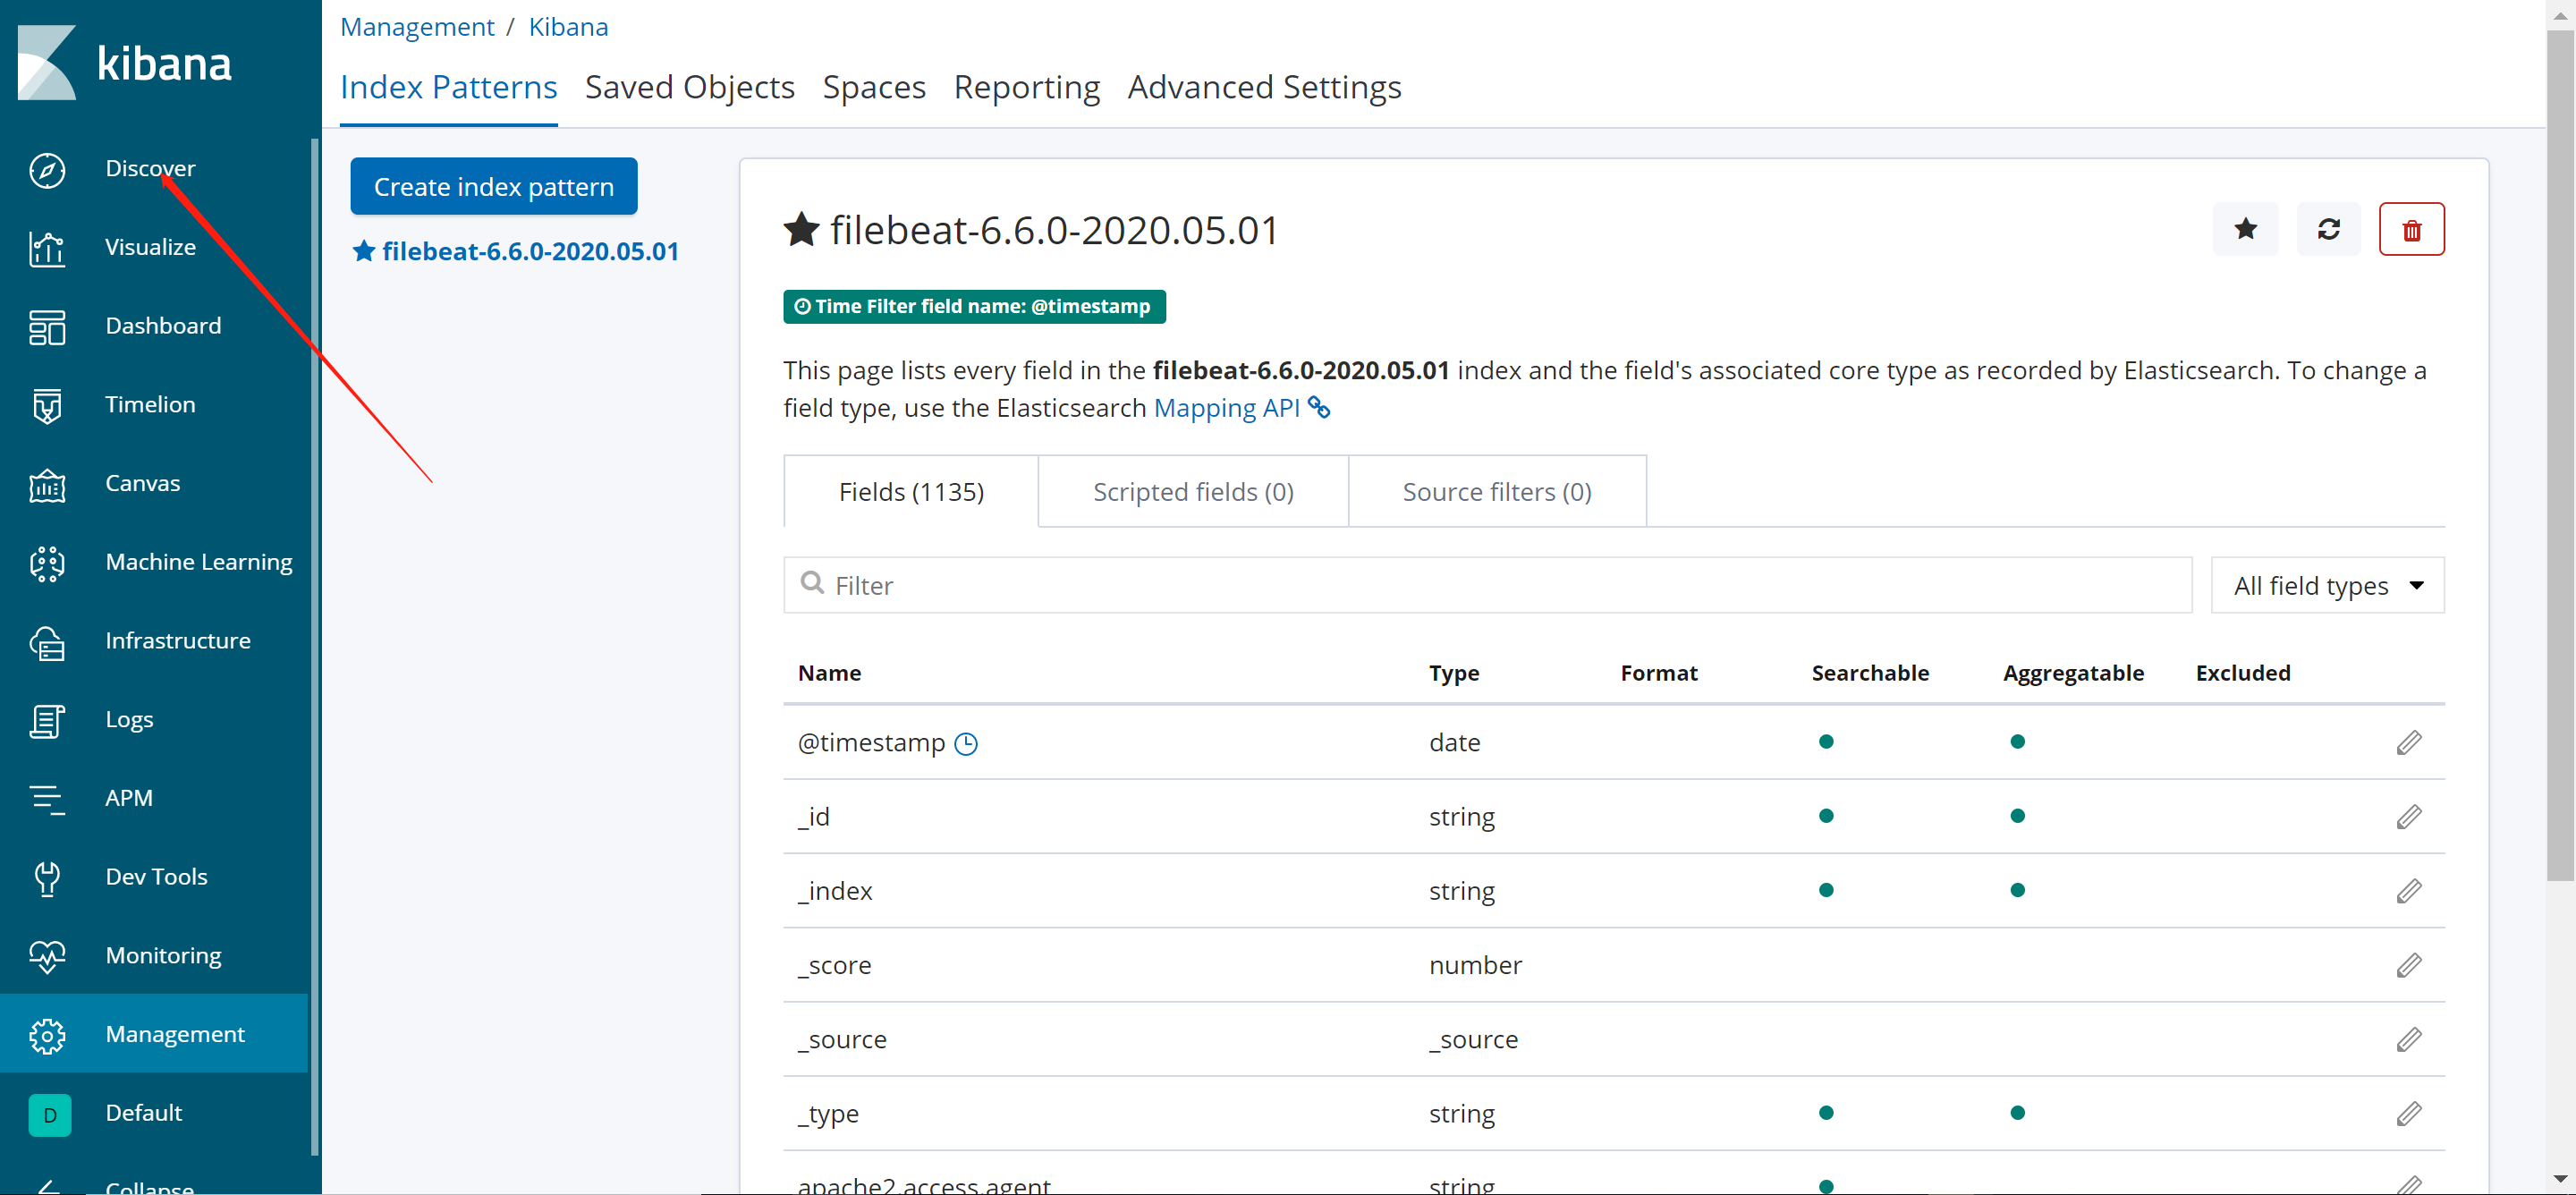 kibana
Discover
Visualize
Dashboard
Timelion
Canvas
Machine Learning
Infrastructure
Logs
APM
Dev Tools
Monitoring
Management
D Default
Collapse
Management / Kibana
Index Patterns Saved Objects Spaces Reporting Advanced Settings
Create index pattern
filebeat-6.6.0-2020.05.01
filebeat-6.6.0-2020.05.01
Time Filter field name: @timestamp
This page lists every field in the filebeat-6.6.0-2020.05.01 index and the field's associated core type as recorded by Elasticsearch. To change a
field type, use the Elasticsearch Mapping API
Fields (1135) Scripted fields (0) Source filters (0)
Filter All field types
Name Type Format Searchable Aggregatable Excluded
@timestamp date
_id string
_index string
_score number
_source _source
_type string
apache2.access.agent string